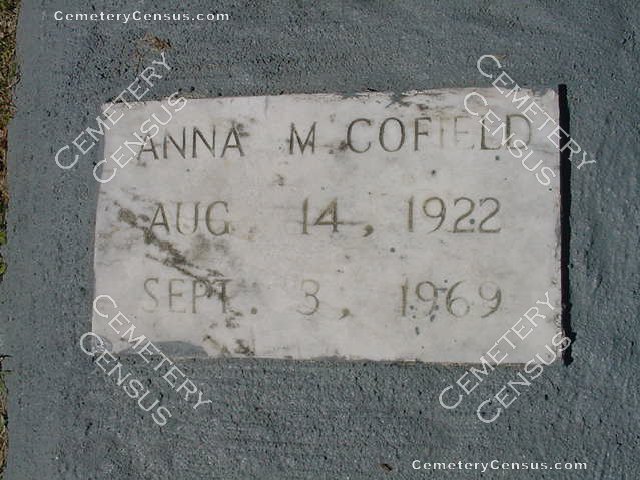 CemeteryCensus.com
CEMETERY CENSUS
CEMETERY CENSUS
ANNA M. COFIELD
AUG. 14, 1922
SEPT. 3, 1969
CEMETERY CENSUS
CEMETERY CENSUS
CemeteryCensus.com